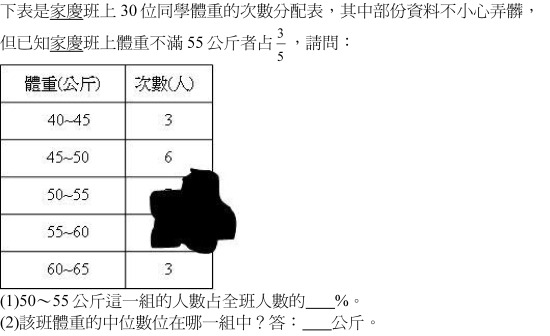 下表是家慶班上 30 位同學體重的次數分配表，其中部份資料不小心弄髒，
但已知家慶班上體重不滿 55 公斤者占 3/5 ，請問：
體重(公斤) 次數(人)
40~45 3
45~50 6
50~55
55~60
60~65 3
(1)50～55 公斤這一組的人數占全班人數的____%。
(2)該班體重的中位數位在哪一組中？答：____公斤。